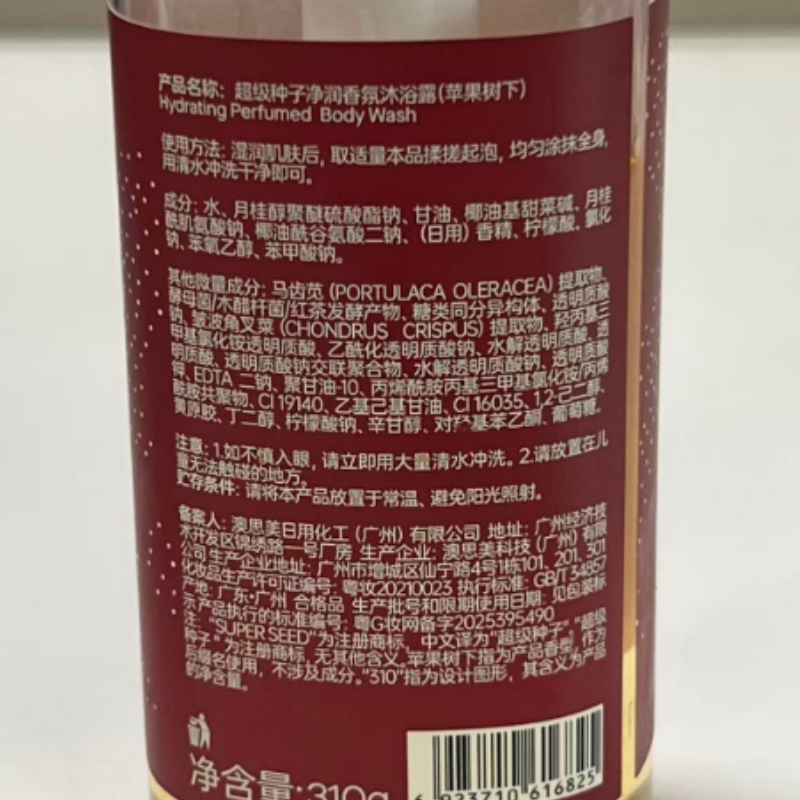 产品名称：超级种子净润香氛沐浴露(苹果树下)
Hydrating Perfumed Body Wash
使用方法：湿润肌肤后，取适量本品揉搓起泡，均匀涂抹全身，
用清水冲洗干净即可。
成分：水、月桂醇聚醚硫酸酯钠、甘油、椰油基甜菜碱、月桂
酰肌氨酸钠、椰油酰谷氨酸二钠、（日用）香精、柠檬酸、氯化
钠、苯氧乙醇、苯甲酸钠。
其他微量成分：马齿苋 (PORTULACA OLERACEA) 提取物、
酵母菌/木醋杆菌/红茶发酵产物、糖类同分异构体、透明质酸
钠、皱波角叉菜 (CHONDRUS CRISPUS) 提取物、羟丙基三
甲基氯化铵透明质酸、乙酰化透明质酸钠、水解透明质酸、透
明质酸、透明质酸钠交联聚合物、水解透明质酸钠、透明质酸
钾、EDTA 二钠、聚甘油-10、丙烯酰胺丙基三甲基氯化铵/丙烯
酰胺共聚物、CI 19140、乙基己基甘油、CI 16035、1,2-己二醇、
黄原胶、丁二醇、柠檬酸钠、辛甘醇、对羟基苯乙酮、葡萄糖。
注意：1.如不慎入眼，请立即用大量清水冲洗。2.请放置在儿
童无法触碰的地方。
贮存条件：请将本产品放置于常温、避免阳光照射。
备案人：澳思美日用化工（广州）有限公司 地址：广州经济技
术开发区锦绣路一号厂房 生产企业：澳思美科技（广州）有限
公司 生产企业地址：广州市增城区仙宁路4号1栋101、201、301
化妆品生产许可证编号：粤妆20210023 执行标准：GB/T 34857
产地：广东·广州 合格品 生产批号和限期使用日期：见包装标
示 产品执行的标准编号：粤G妆网备字2025395490
注："SUPER SEED"为注册商标，中文译为"超级种子"，"超级
种子"为注册商标，无其他含义。苹果树下指为产品香型，作为
后缀名使用，不涉及成分。"310"指为设计图形，其含义为产品
的净含量。
净含量:310g
6 923710 616825